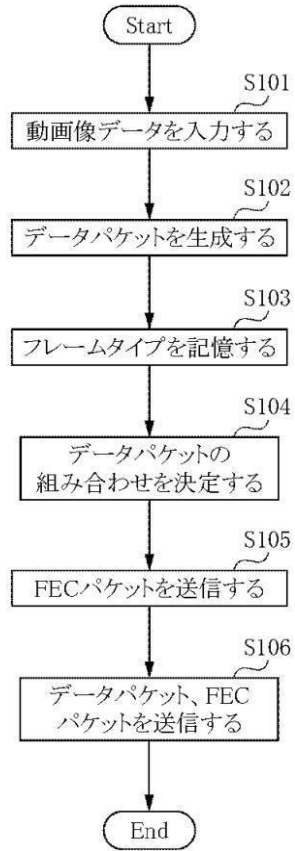 Start
S101
動画像データを入力する
S102
データパケットを生成する
S103
フレームタイプを記憶する
S104
データパケットの
組み合わせを決定する
S105
FECパケットを送信する
S106
データパケット、FEC
パケットを送信する
End